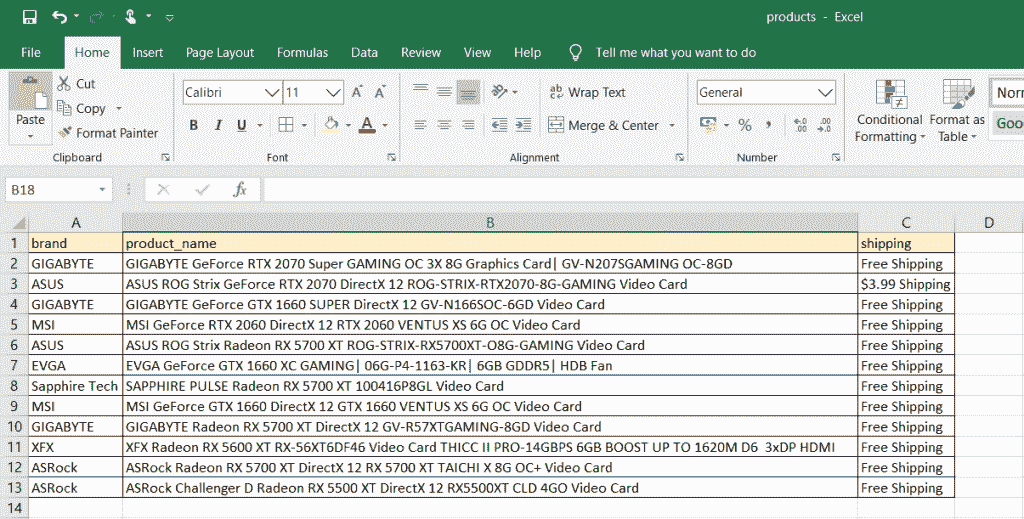 products - Excel
File Home Insert Page Layout Formulas Data Review View Help Tell me what you want to do
Paste
Cut
Copy
Format Painter
Clipboard
Calibri 11 A A
B I U A
Font
ab Wrap Text
Merge & Center
Alignment
General
% , .0 .00 .00 .0
Number
Conditional Formatting
Format as Table
Norr
Goo
B18 fx
A B C D
1 brand product_name shipping
2 GIGABYTE GIGABYTE GeForce RTX 2070 Super GAMING OC 3X 8G Graphics Card| GV-N207SGAMING OC-8GD Free Shipping
3 ASUS ASUS ROG Strix GeForce RTX 2070 DirectX 12 ROG-STRIX-RTX2070-8G-GAMING Video Card $3.99 Shipping
4 GIGABYTE GIGABYTE GeForce GTX 1660 SUPER DirectX 12 GV-N166SOC-6GD Video Card Free Shipping
5 MSI MSI GeForce RTX 2060 DirectX 12 RTX 2060 VENTUS XS 6G OC Video Card Free Shipping
6 ASUS ASUS ROG Strix Radeon RX 5700 XT ROG-STRIX-RX5700XT-O8G-GAMING Video Card Free Shipping
7 EVGA EVGA GeForce GTX 1660 XC GAMING| 06G-P4-1163-KR| 6GB GDDR5| HDB Fan Free Shipping
8 Sapphire Tech SAPPHIRE PULSE Radeon RX 5700 XT 100416P8GL Video Card Free Shipping
9 MSI MSI GeForce GTX 1660 DirectX 12 GTX 1660 VENTUS XS 6G OC Video Card Free Shipping
10 GIGABYTE GIGABYTE Radeon RX 5700 XT DirectX 12 GV-R57XTGAMING-8GD Video Card Free Shipping
11 XFX XFX Radeon RX 5600 XT RX-56XT6DF46 Video Card THICC II PRO-14GBPS 6GB BOOST UP TO 1620M D6 3xDP HDMI Free Shipping
12 ASRock ASRock Radeon RX 5700 XT DirectX 12 RX 5700 XT TAICHI X 8G OC+ Video Card Free Shipping
13 ASRock ASRock Challenger D Radeon RX 5500 XT DirectX 12 RX5500XT CLD 4GO Video Card Free Shipping
14